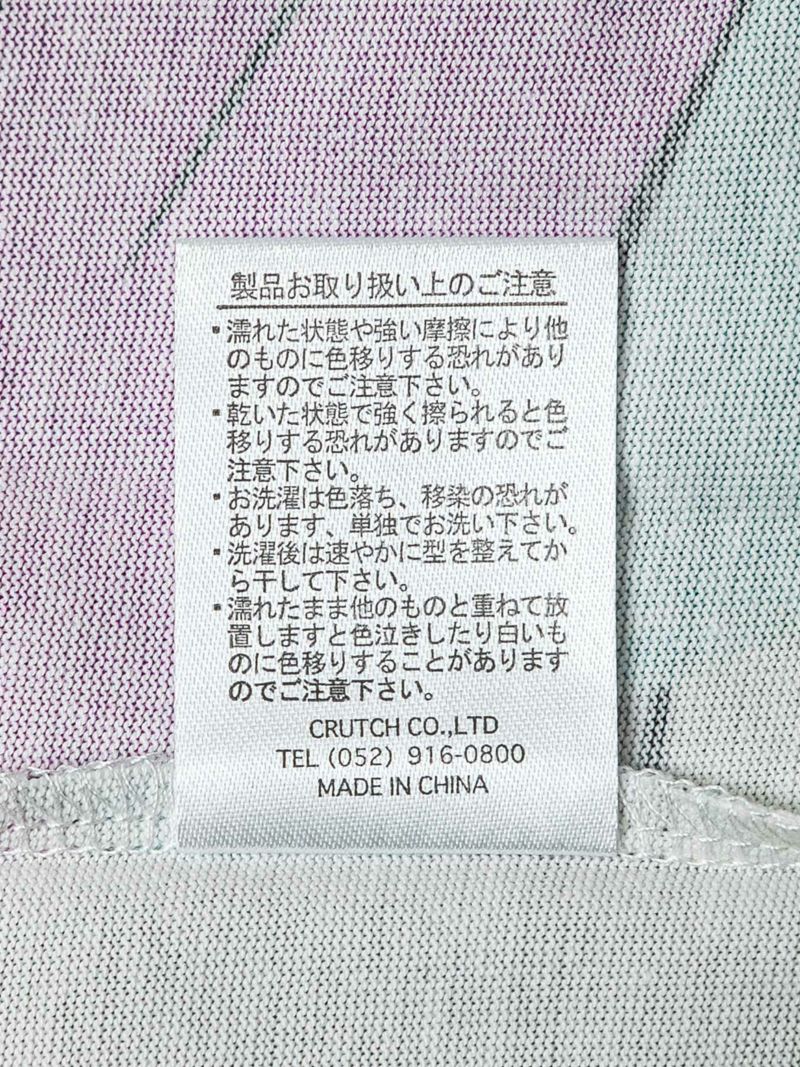 製品お取り扱い上のご注意
・濡れた状態や強い摩擦により他
のものに色移りする恐れがあり
ますのでご注意下さい。
・乾いた状態で強く擦られると色
移りする恐れがありますのでご
注意下さい。
・お洗濯は色落ち、移染の恐れが
あります、単独でお洗い下さい。
・洗濯後は速やかに型を整えてか
ら干して下さい。
・濡れたまま他のものと重ねて放
置しますと色泣きしたり白いも
のに色移りすることがあります
のでご注意下さい。
CRUTCH CO.,LTD
TEL (052) 916-0800
MADE IN CHINA